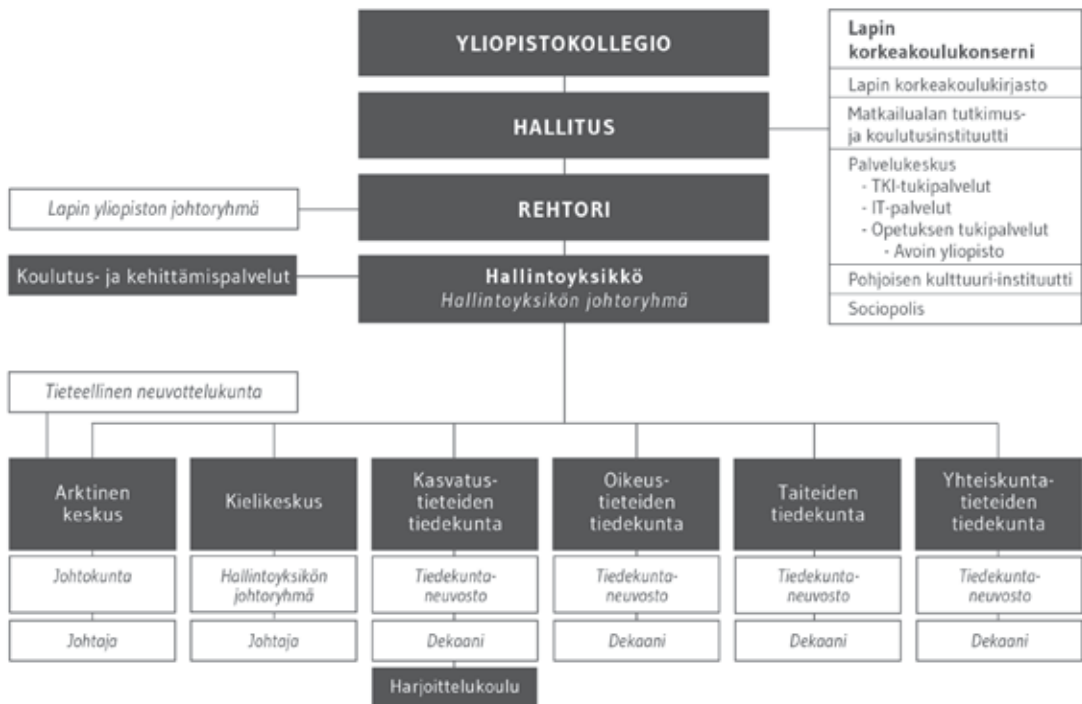 YLIOPISTOKOLLEGIO
HALLITUS
REHTORI
Hallintoyksikkö
Hallintoyksikön johtoryhmä
Lapin
korkeakoulukonserni
Lapin korkeakoulukirjasto
Matkailualan tutkimus-
ja koulutusinstituutti
Palvelukeskus
- TKI-tukipalvelut
- IT-palvelut
- Opetuksen tukipalvelut
- Avoin yliopisto
Pohjoisen kulttuuri-instituutti
Sociopolis
Lapin yliopiston johtoryhmä
Koulutus- ja kehittämispalvelut
Tieteellinen neuvottelukunta
Arktinen
keskus
Johtokunta
Johtaja
Kielikeskus
Hallintoyksikön
johtoryhmä
Johtaja
Kasvatus-
tieteiden
tiedekunta
Tiedekunta-
neuvosto
Dekaani
Harjoittelukoulu
Oikeus-
tieteiden
tiedekunta
Tiedekunta-
neuvosto
Dekaani
Taiteiden
tiedekunta
Tiedekunta-
neuvosto
Dekaani
Yhteiskunta-
tieteiden
tiedekunta
Tiedekunta-
neuvosto
Dekaani